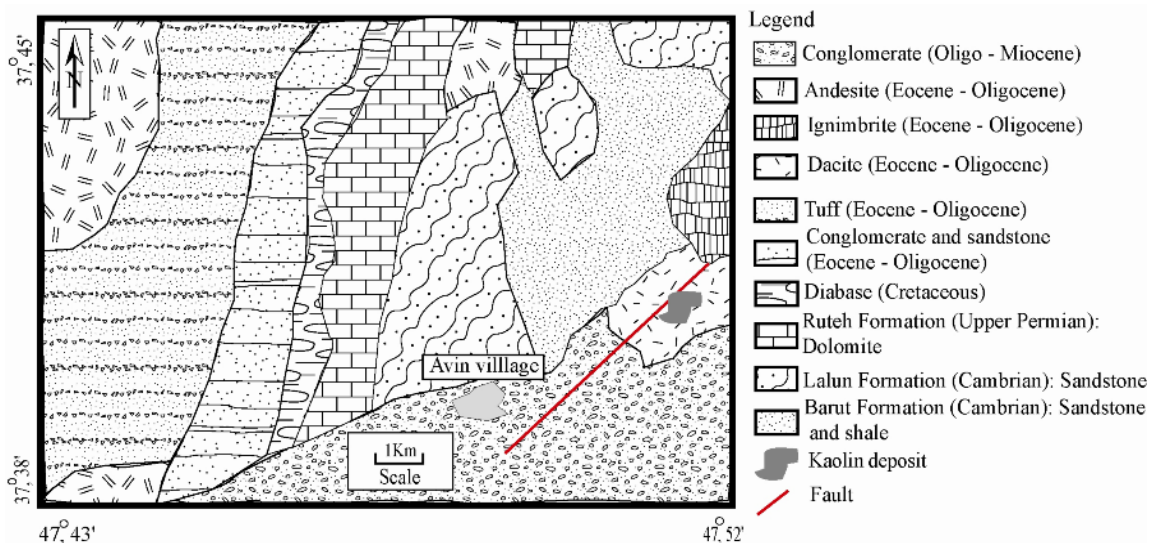 37°45'
N
Avin villlage
1Km
Scale
37°38'
47°43'
47°52'
Legend
Conglomerate (Oligo - Miocene)
Andesite (Eocene - Oligocene)
Ignimbrite (Eocene - Oligocene)
Dacite (Eocene - Oligocene)
Tuff (Eocene - Oligocene)
Conglomerate and sandstone
(Eocene - Oligocene)
Diabase (Cretaceous)
Ruteh Formation (Upper Permian):
Dolomite
Lalun Formation (Cambrian): Sandstone
Barut Formation (Cambrian): Sandstone
and shale
Kaolin deposit
Fault